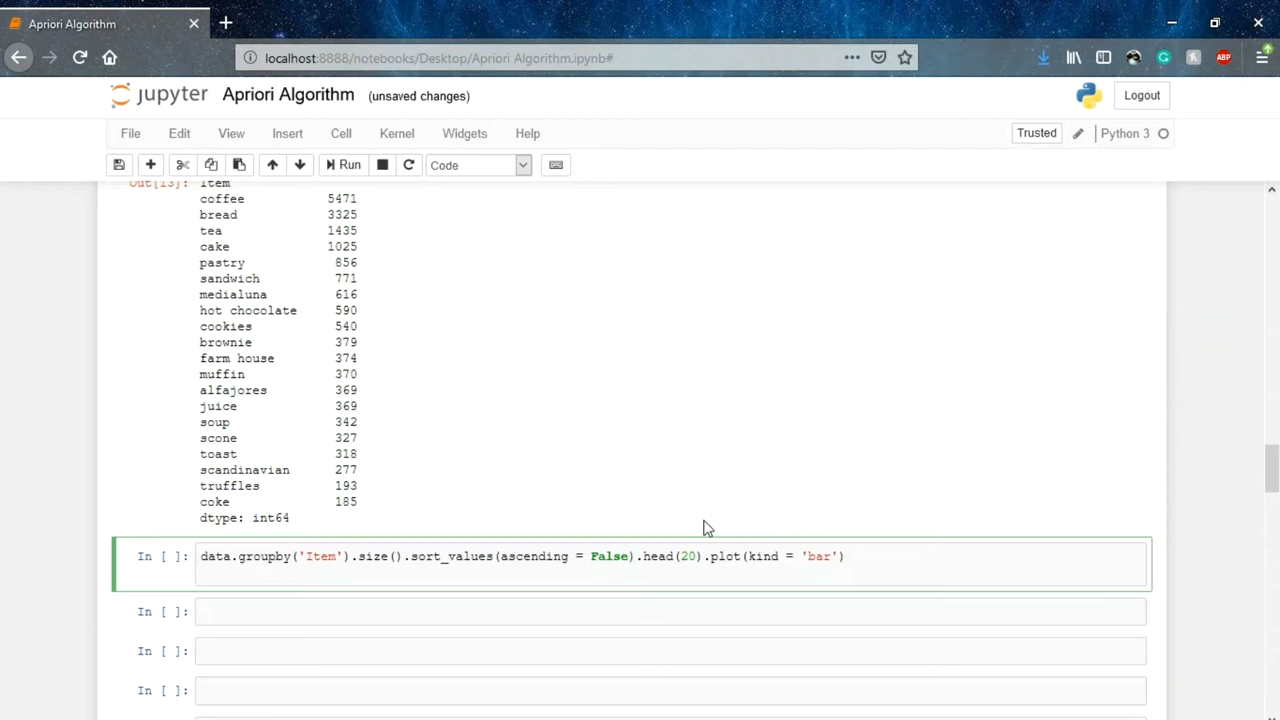 Apriori Algorithm
localhost:8888/notebooks/Desktop/Apriori Algorithm.ipynb#
ABP
jupyter Apriori Algorithm (unsaved changes)
Logout
File Edit View Insert Cell Kernel Widgets Help
Trusted
Python 3
Run
Code
Out[13]: Item
coffee 5471
bread 3325
tea 1435
cake 1025
pastry 856
sandwich 771
medialuna 616
hot chocolate 590
cookies 540
brownie 379
farm house 374
muffin 370
alfajores 369
juice 369
soup 342
scone 327
toast 318
scandinavian 277
truffles 193
coke 185
dtype: int64
In [ ]: data.groupby('Item').size().sort_values(ascending = False).head(20).plot(kind = 'bar')
In [ ]:
In [ ]:
In [ ]: